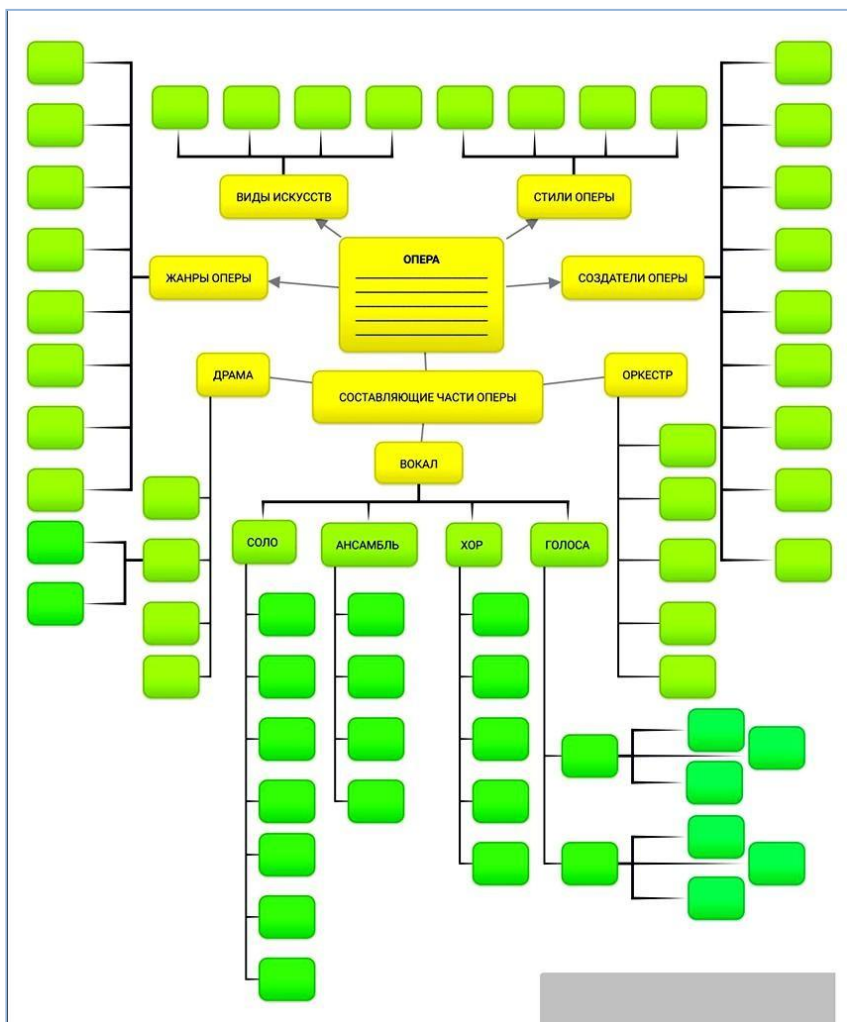 ВИДЫ ИСКУССТВ
СТИЛИ ОПЕРЫ
ОПЕРА
ЖАНРЫ ОПЕРЫ
СОЗДАТЕЛИ ОПЕРЫ
ДРАМА
ОРКЕСТР
СОСТАВЛЯЮЩИЕ ЧАСТИ ОПЕРЫ
ВОКАЛ
СОЛО
АНСАМБЛЬ
ХОР
ГОЛОСА